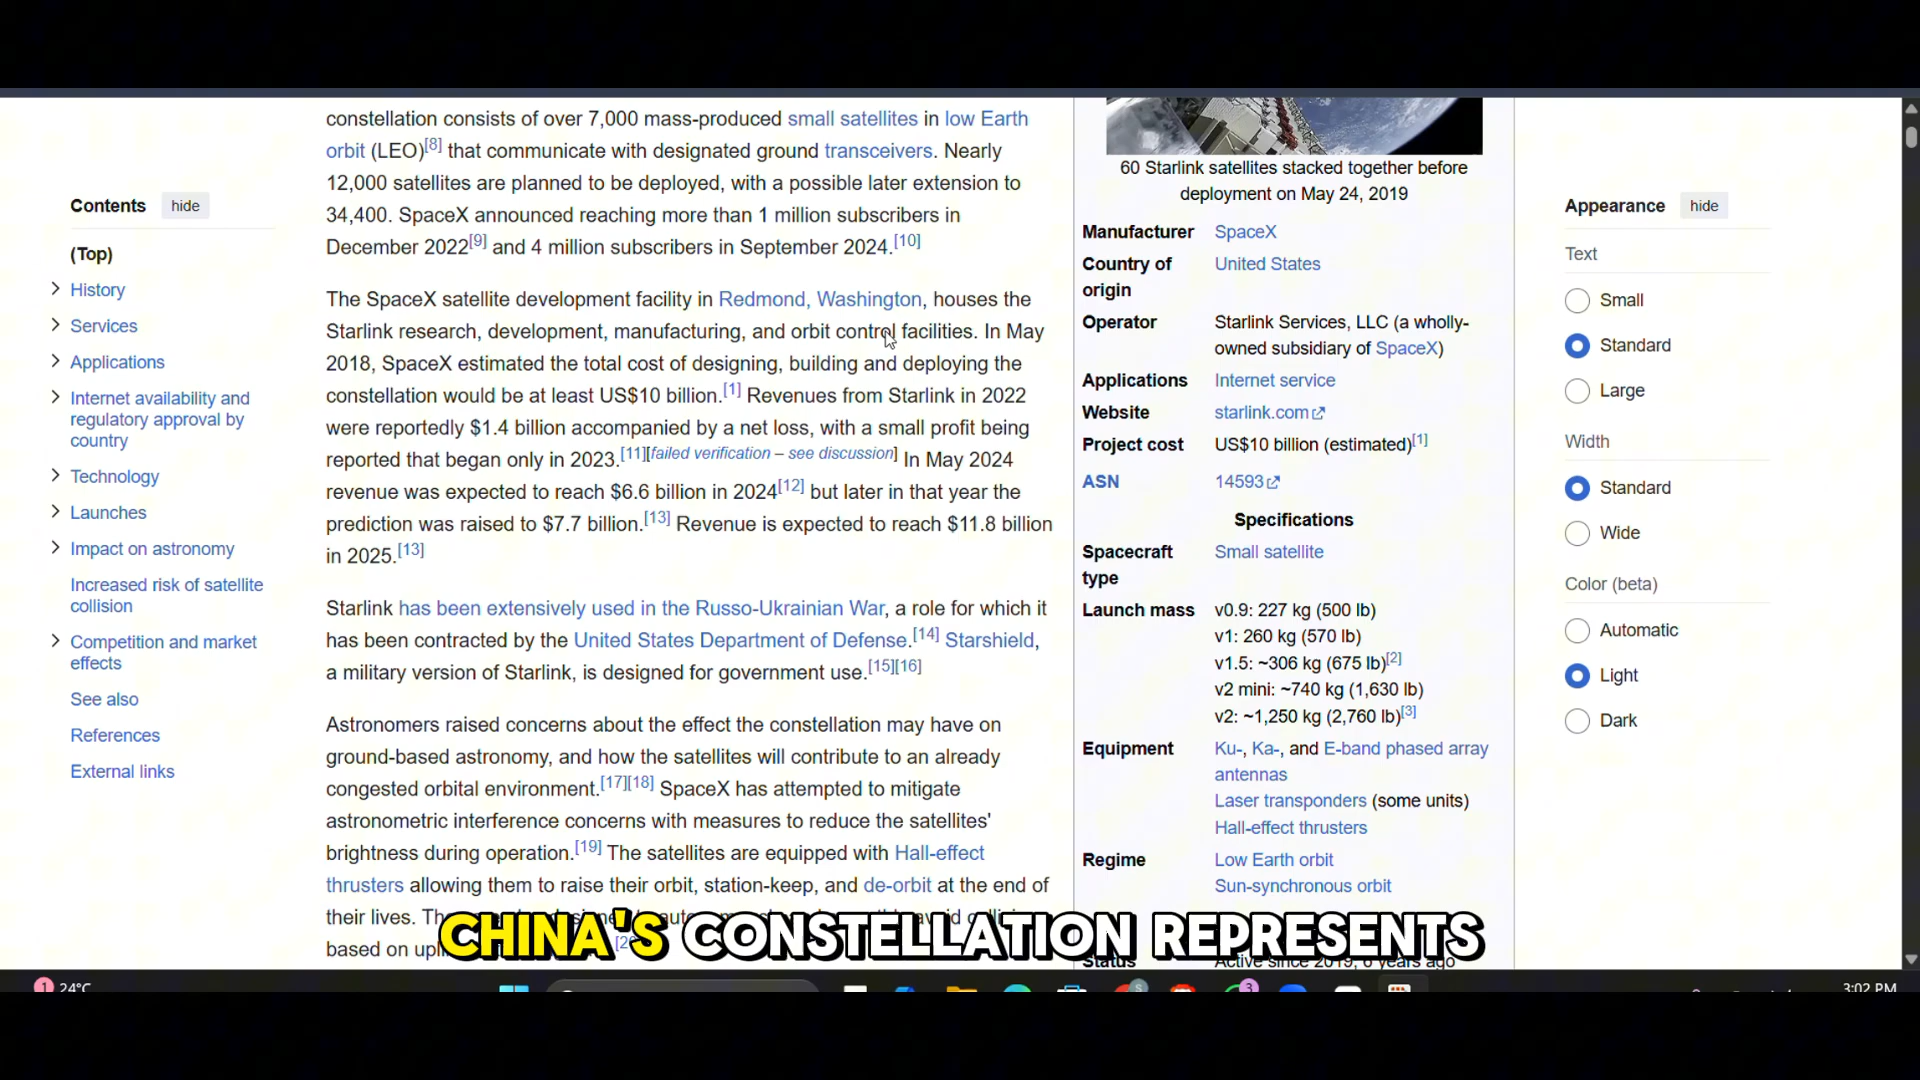 constellation consists of over 7,000 mass-produced small satellites in low Earth
orbit (LEO)[8] that communicate with designated ground transceivers. Nearly
12,000 satellites are planned to be deployed, with a possible later extension to
34,400. SpaceX announced reaching more than 1 million subscribers in
December 2022[9] and 4 million subscribers in September 2024.[10]
The SpaceX satellite development facility in Redmond, Washington, houses the
Starlink research, development, manufacturing, and orbit control facilities. In May
2018, SpaceX estimated the total cost of designing, building and deploying the
constellation would be at least US$10 billion.[1] Revenues from Starlink in 2022
were reportedly $1.4 billion accompanied by a net loss, with a small profit being
reported that began only in 2023.[11][failed verification – see discussion] In May 2024
revenue was expected to reach $6.6 billion in 2024[12] but later in that year the
prediction was raised to $7.7 billion.[13] Revenue is expected to reach $11.8 billion
in 2025.[13]
Starlink has been extensively used in the Russo-Ukrainian War, a role for which it
has been contracted by the United States Department of Defense.[14] Starshield,
a military version of Starlink, is designed for government use.[15][16]
Astronomers raised concerns about the effect the constellation may have on
ground-based astronomy, and how the satellites will contribute to an already
congested orbital environment.[17][18] SpaceX has attempted to mitigate
astronometric interference concerns with measures to reduce the satellites'
brightness during operation.[19] The satellites are equipped with Hall-effect
thrusters allowing them to raise their orbit, station-keep, and de-orbit at the end of
their lives.
based on
Contents hide
(Top)
History
Services
Applications
Internet availability and
regulatory approval by
country
Technology
Launches
Impact on astronomy
Increased risk of satellite
collision
Competition and market
effects
See also
References
External links
60 Starlink satellites stacked together before
deployment on May 24, 2019
Manufacturer SpaceX
Country of United States
origin
Operator Starlink Services, LLC (a wholly-
owned subsidiary of SpaceX)
Applications Internet service
Website starlink.com
Project cost US$10 billion (estimated)[1]
ASN 14593
Specifications
Spacecraft Small satellite
type
Launch mass v0.9: 227 kg (500 lb)
v1: 260 kg (570 lb)
v1.5: ~306 kg (675 lb)[2]
v2 mini: ~740 kg (1,630 lb)
v2: ~1,250 kg (2,760 lb)[3]
Equipment Ku-, Ka-, and E-band phased array
antennas
Laser transponders (some units)
Hall-effect thrusters
Regime Low Earth orbit
Sun-synchronous orbit
Status Active since 2019; 6 years ago
Appearance hide
Text
Small
Standard
Large
Width
Standard
Wide
Color (beta)
Automatic
Light
Dark
CHINA'S CONSTELLATION REPRESENTS
1 24°C
S
3
3:02 PM